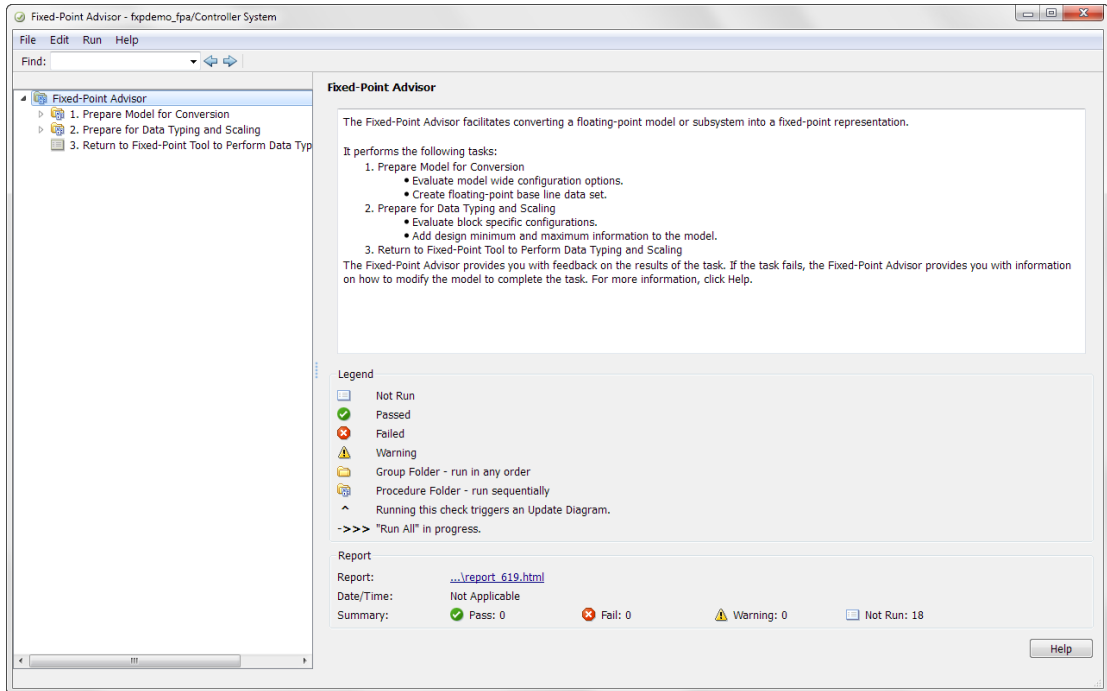 Fixed-Point Advisor - fxpdemo_fpa/Controller System
File Edit Run Help
Find:
Fixed-Point Advisor
1. Prepare Model for Conversion
2. Prepare for Data Typing and Scaling
3. Return to Fixed-Point Tool to Perform Data Typ
Fixed-Point Advisor
The Fixed-Point Advisor facilitates converting a floating-point model or subsystem into a fixed-point representation.
It performs the following tasks:
1. Prepare Model for Conversion
• Evaluate model wide configuration options.
• Create floating-point base line data set.
2. Prepare for Data Typing and Scaling
• Evaluate block specific configurations.
• Add design minimum and maximum information to the model.
3. Return to Fixed-Point Tool to Perform Data Typing and Scaling
The Fixed-Point Advisor provides you with feedback on the results of the task. If the task fails, the Fixed-Point Advisor provides you with information
on how to modify the model to complete the task. For more information, click Help.
Legend
Not Run
Passed
Failed
Warning
Group Folder - run in any order
Procedure Folder - run sequentially
^ Running this check triggers an Update Diagram.
->>> "Run All" in progress.
Report
Report: ...\report_619.html
Date/Time: Not Applicable
Summary: Pass: 0 Fail: 0 Warning: 0 Not Run: 18
Help